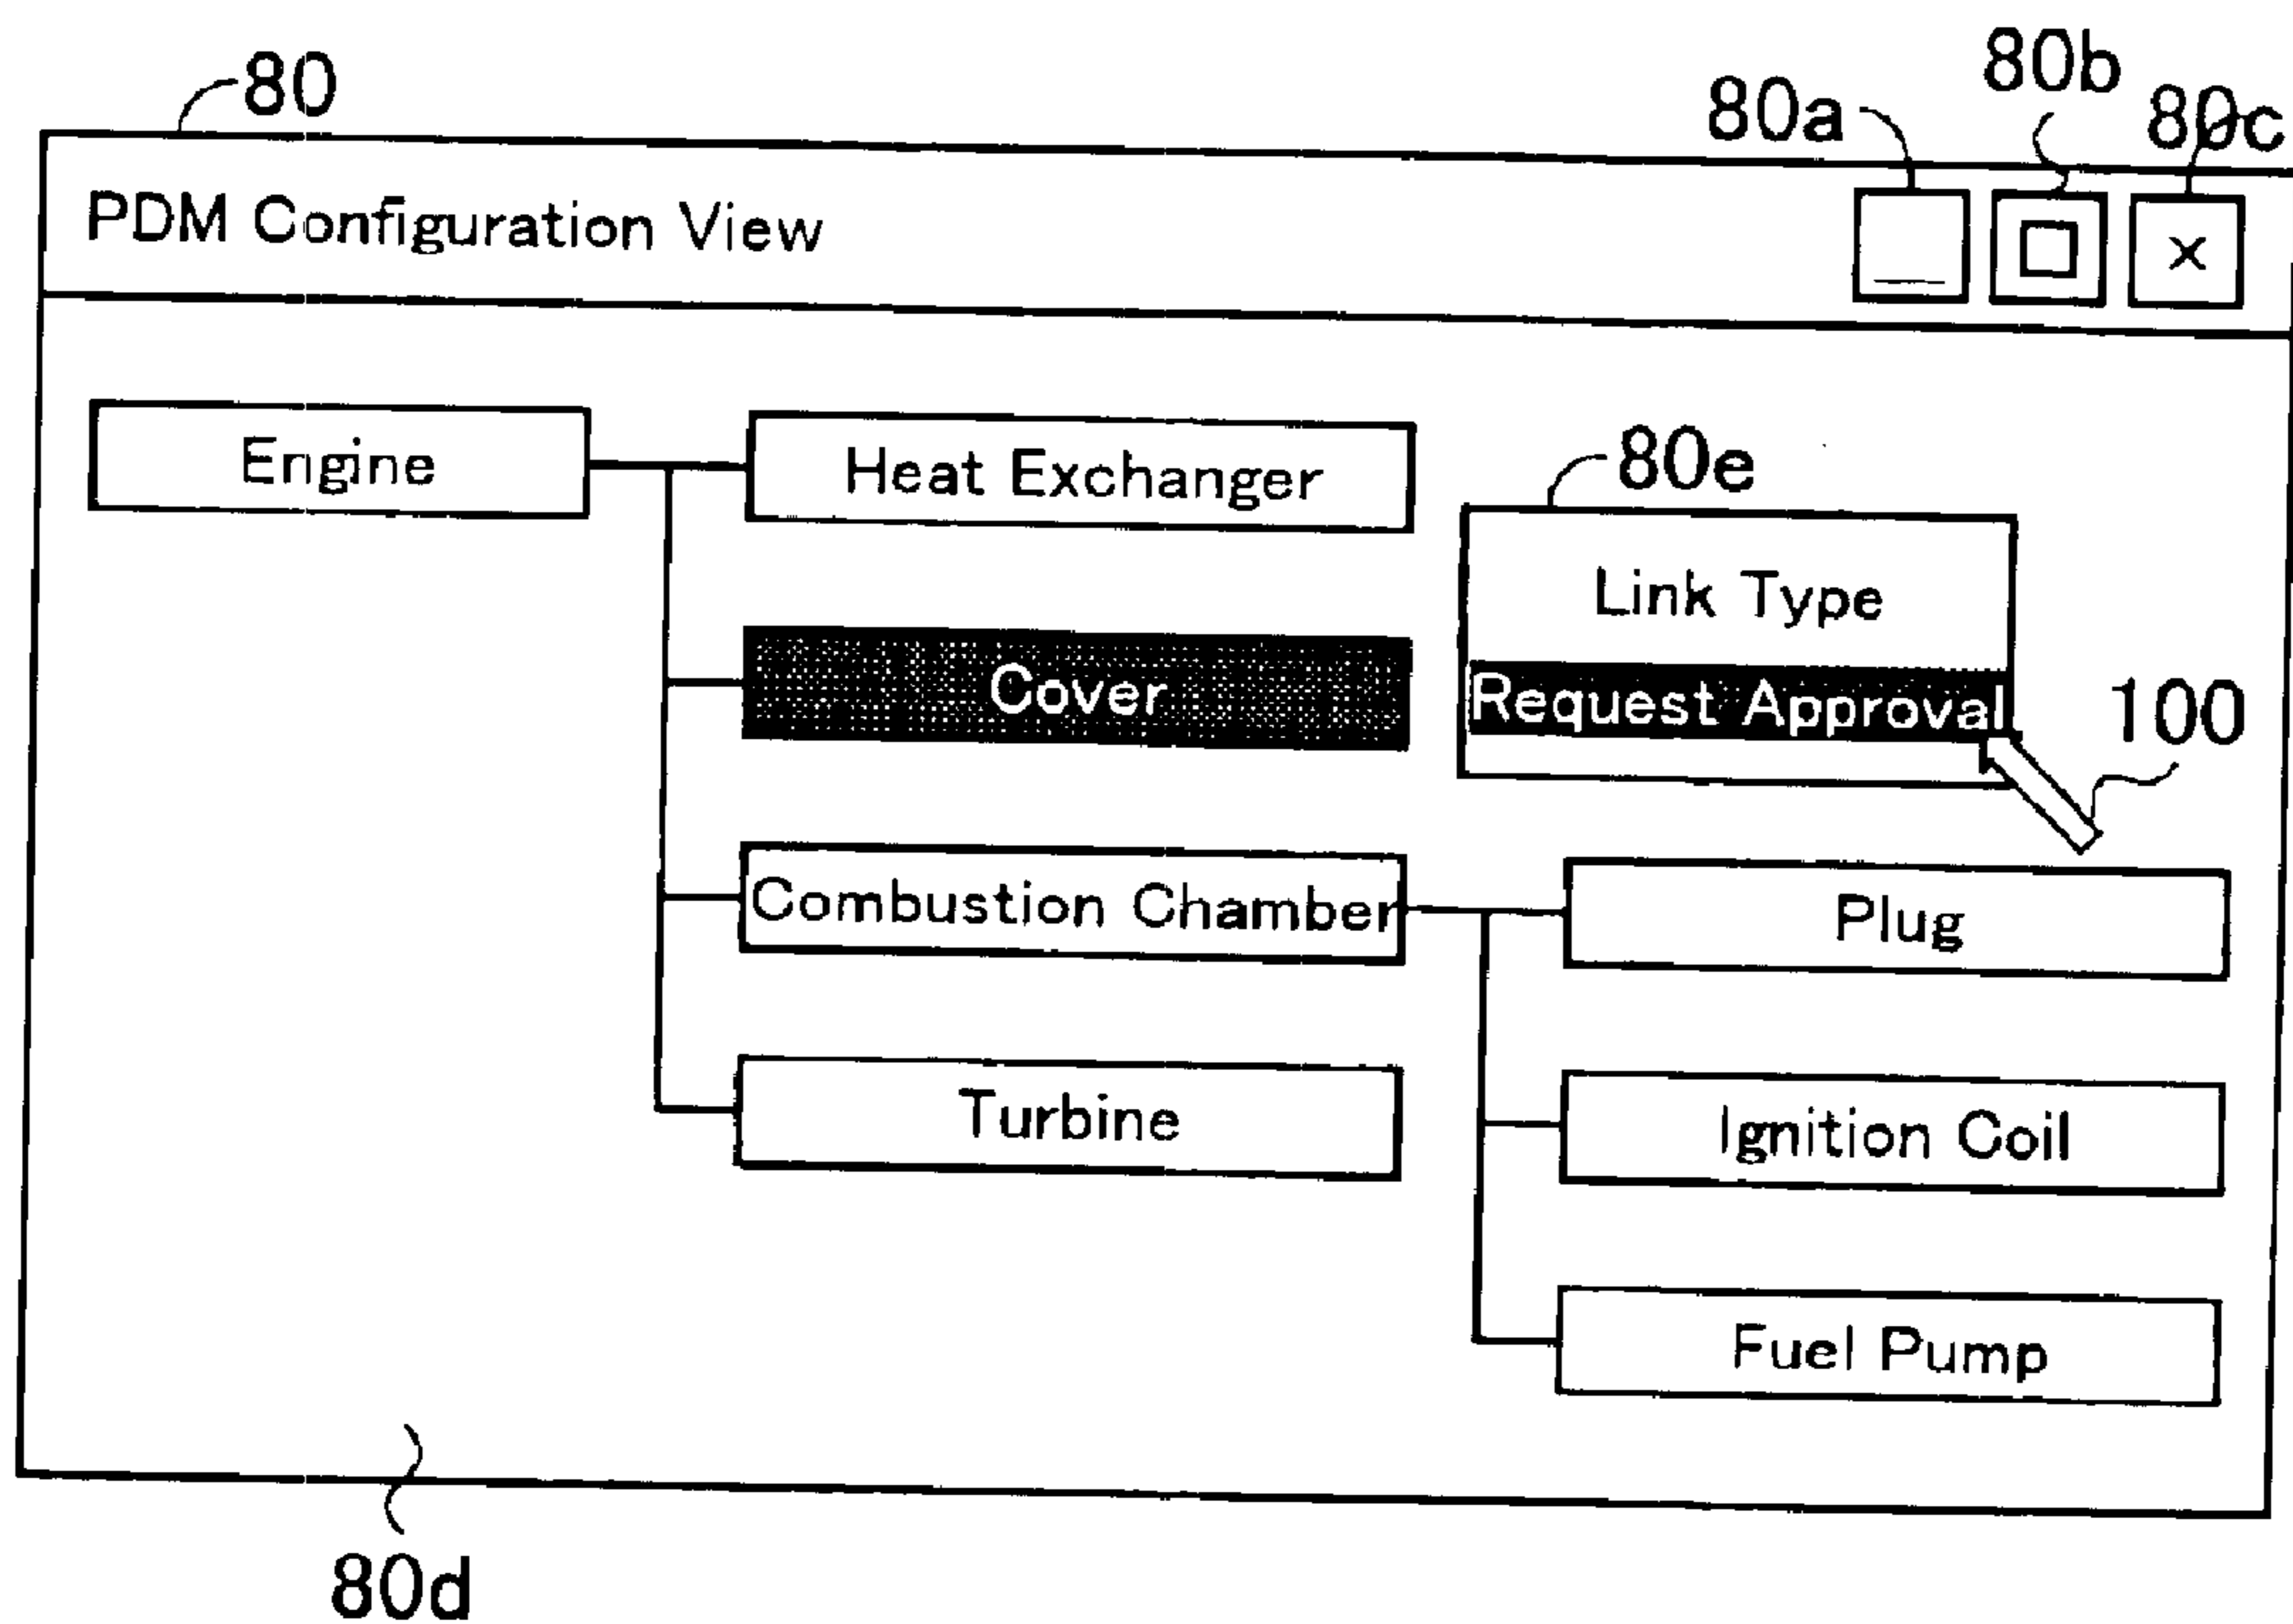 80
80a
80b
80c
PDM Configuration View
x
Engine
Heat Exchanger
80e
Link Type
Cover
Request Approval
100
Combustion Chamber
Plug
Turbine
Ignition Coil
Fuel Pump
80d